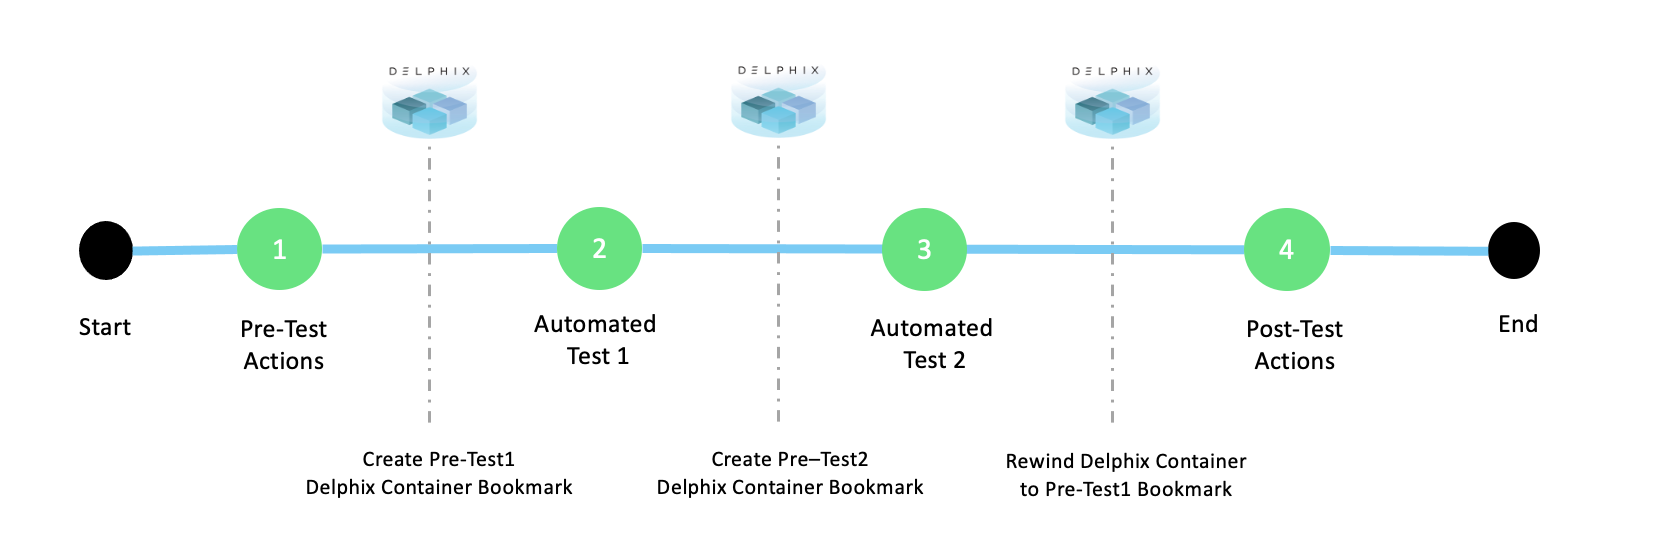 DELPHIX
DELPHIX
DELPHIX
1
2
3
4
Start
Pre-Test
Actions
Automated
Test 1
Automated
Test 2
Post-Test
Actions
End
Create Pre-Test1
Delphix Container Bookmark
Create Pre–Test2
Delphix Container Bookmark
Rewind Delphix Container
to Pre-Test1 Bookmark